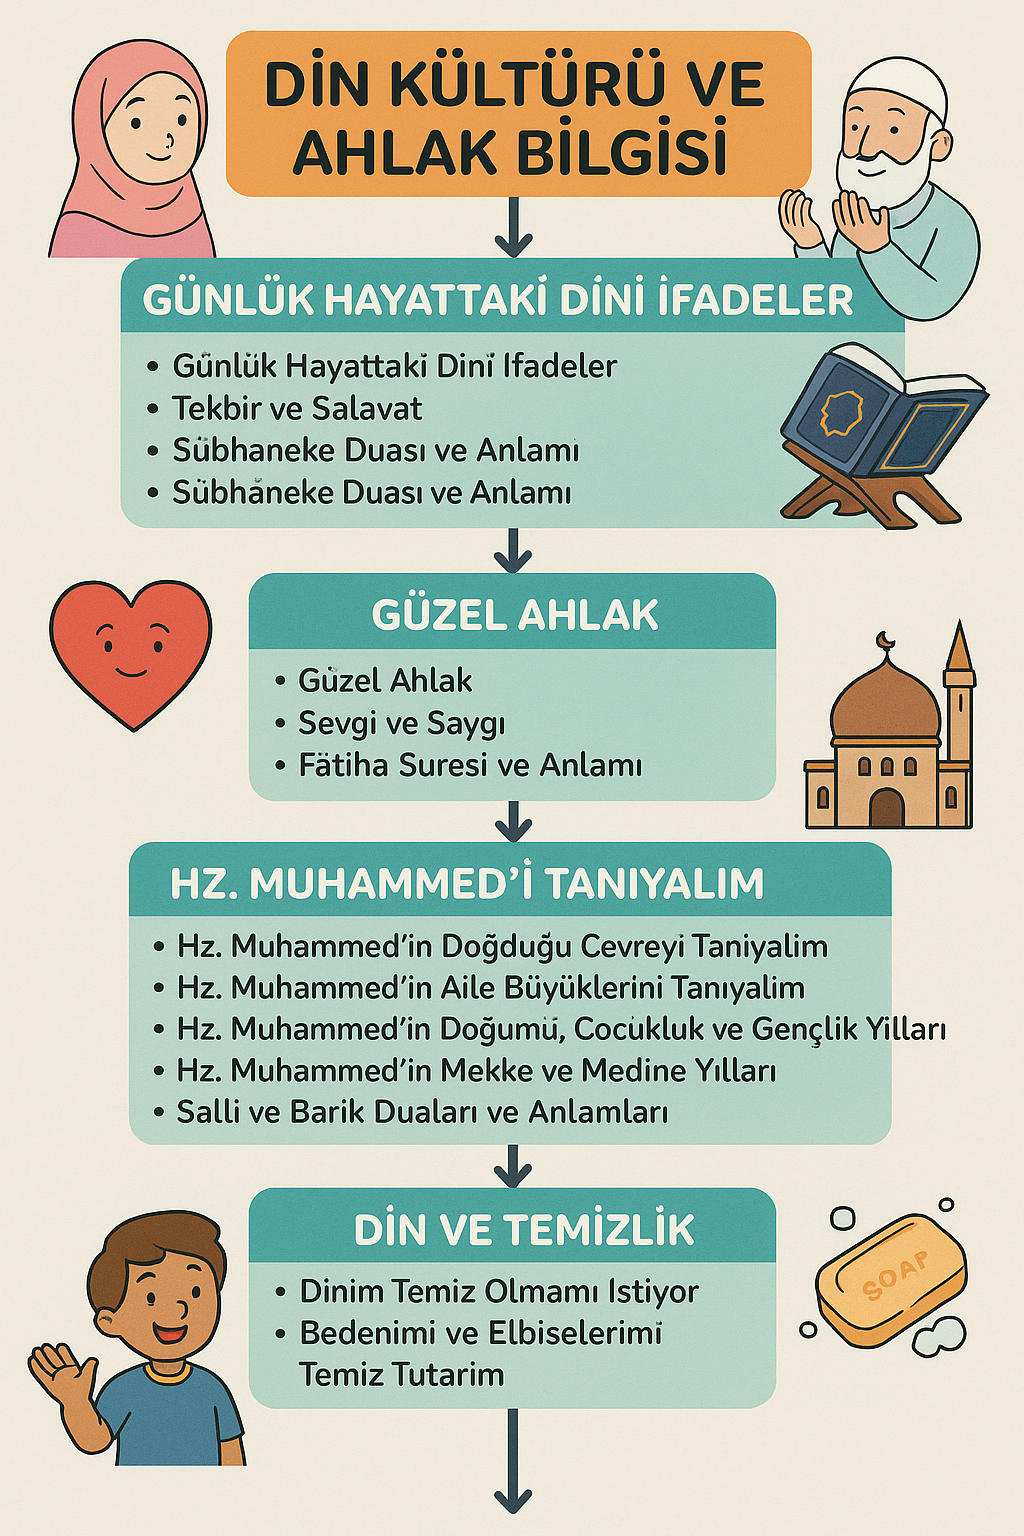 DİN KÜLTÜRÜ VE
AHLAK BİLGİSİ
GÜNLÜK HAYATTAKİ DİNİ İFADELER
• Günlük Hayattaki Dini Ifadeler
• Tekbir ve Salavat
• Sübhaneke Duası ve Anlamı
• Sübhäneke Duası ve Anlamı
GÜZEL AHLAK
• Güzel Ahlak
• Sevgi ve Saygı
• Fätiha Suresi ve Anlamı
HZ. MUHAMMED’İ TANIYALIM
• Hz. Muhammed’in Doğduğu Cevreyi Taniyalim
• Hz. Muhammed’in Aile Büyüklerini Tanıyalim
• Hz. Muhammed’in Doğumü, Cocükluk ve Gençlik Yilları
• Hz. Muhammed’in Mekke ve Medine Yılları
• Salli ve Barik Duaları ve Anlamları
DİN VE TEMİZLİK
• Dinim Temiz Olmamı Istiyor
• Bedenimi ve Elbiselerimi
Temiz Tutarim
SOAP